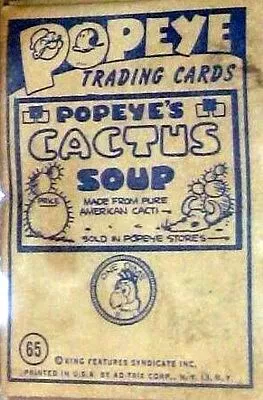 POPEYE
TRADING CARDS
POPEYE'S
CACTUS
SOUP
PRICE
MADE FROM PURE
AMERICAN CACTI
SOLD IN POPEYE STORES
ONE
65
© KING FEATURES SYNDICATE INC.
PRINTED IN U.S.A. BY AD-TRIX CORP., N.Y. 13, N.Y.